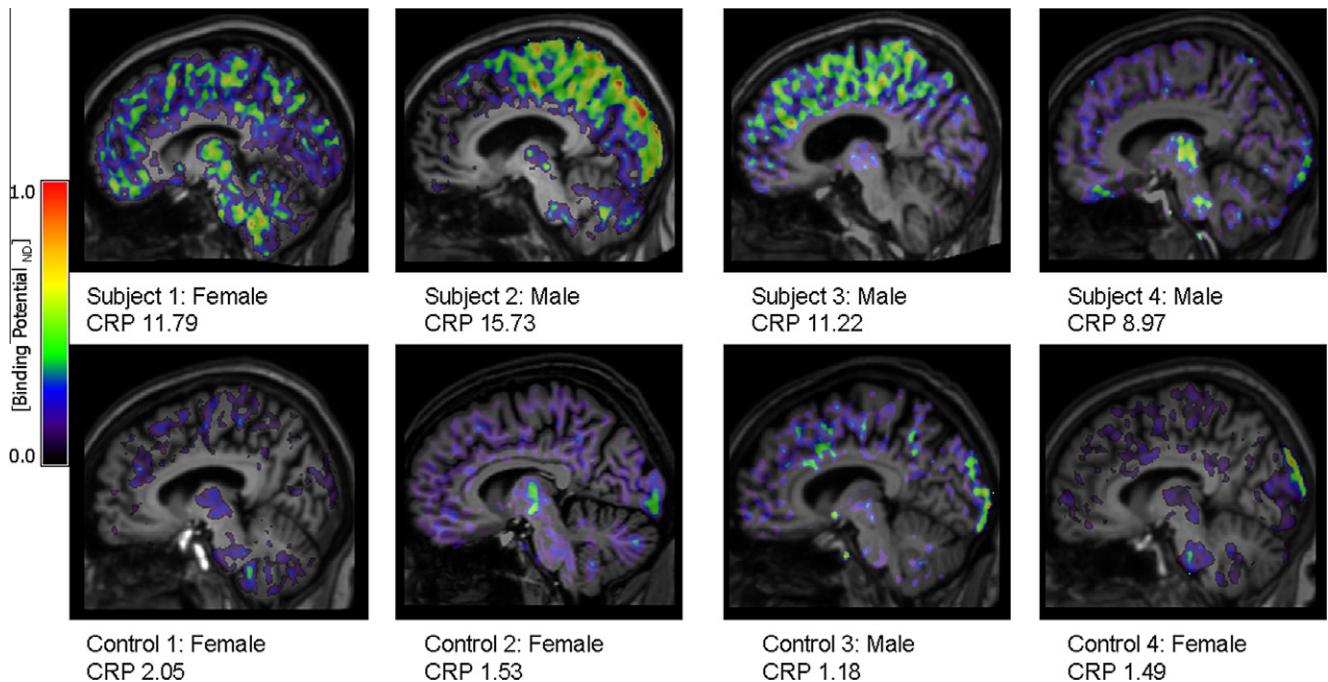 1.0
[Binding Potential ND.]
0.0
Subject 1: Female
CRP 11.79
Subject 2: Male
CRP 15.73
Subject 3: Male
CRP 11.22
Subject 4: Male
CRP 8.97
Control 1: Female
CRP 2.05
Control 2: Female
CRP 1.53
Control 3: Male
CRP 1.18
Control 4: Female
CRP 1.49